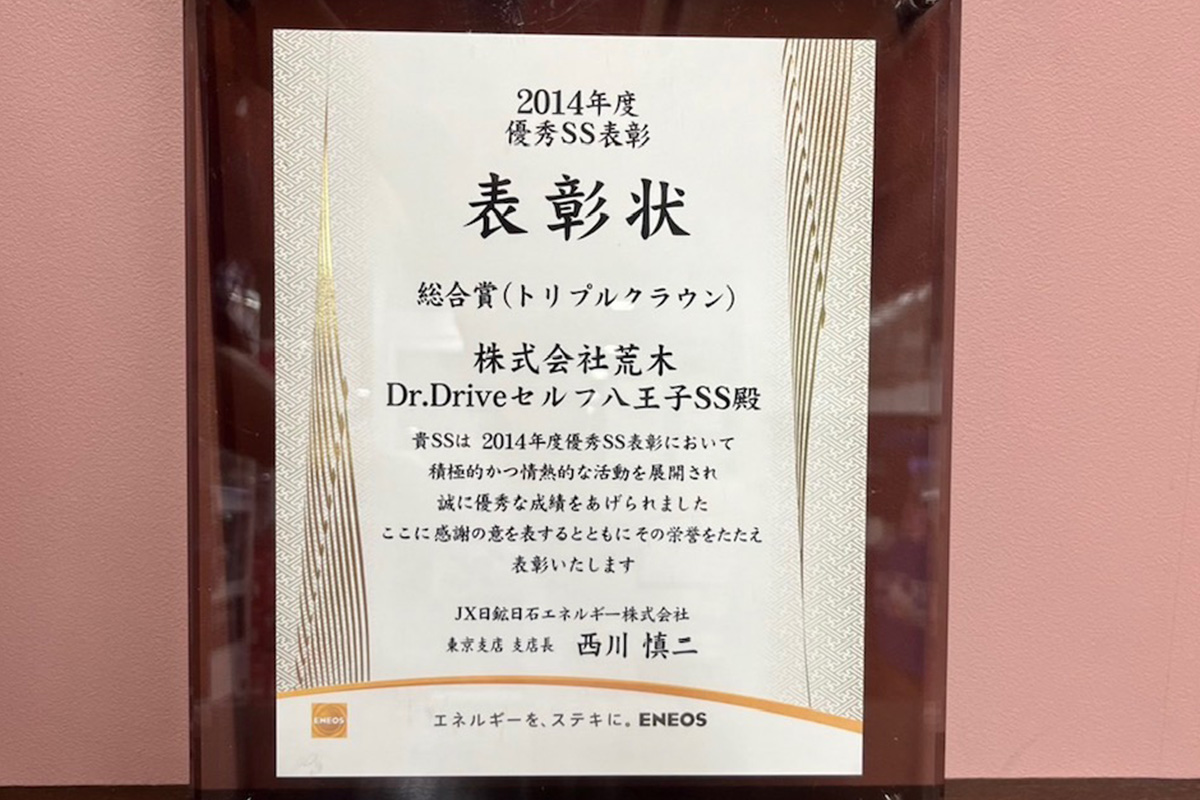 2014年度
優秀SS表彰
表彰状
総合賞(トリプルクラウン)
株式会社荒木
Dr.Driveセルフ八王子SS殿
貴SSは 2014年度優秀SS表彰において
積極的かつ情熱的な活動を展開され
誠に優秀な成績をあげられました
ここに感謝の意を表するとともにその栄誉をたたえ
表彰いたします
JX日鉱日石エネルギー株式会社
東京支店 支店長 西川 慎二
ENEOS
エネルギーを、ステキに。ENEOS